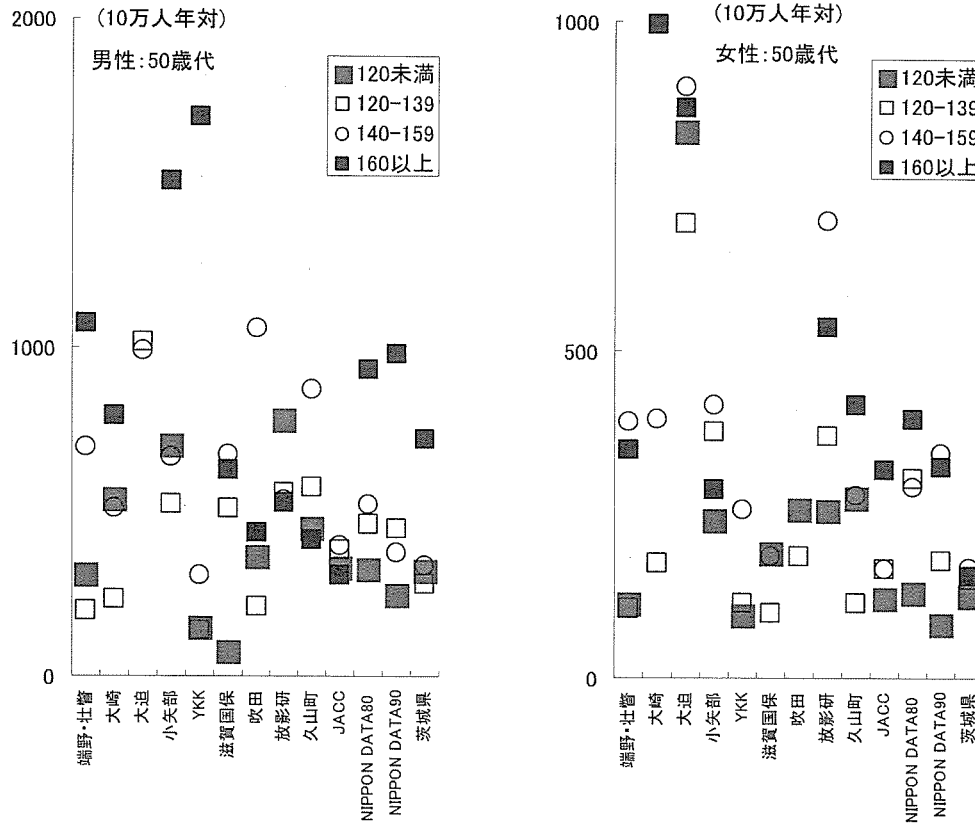 2000
(10万人年対)
男性:50歳代
120未満
120-139
140-159
160以上
1000
0
端野・壮瞥
大崎
大迫
小矢部
YKK
滋賀国保
吹田
放影研
久山町
JACC
NIPPON DATA80
NIPPON DATA90
茨城県
1000
(10万人年対)
女性:50歳代
120未満
120-139
140-159
160以上
500
0
端野・壮瞥
大崎
大迫
小矢部
YKK
滋賀国保
吹田
放影研
久山町
JACC
NIPPON DATA80
NIPPON DATA90
茨城県